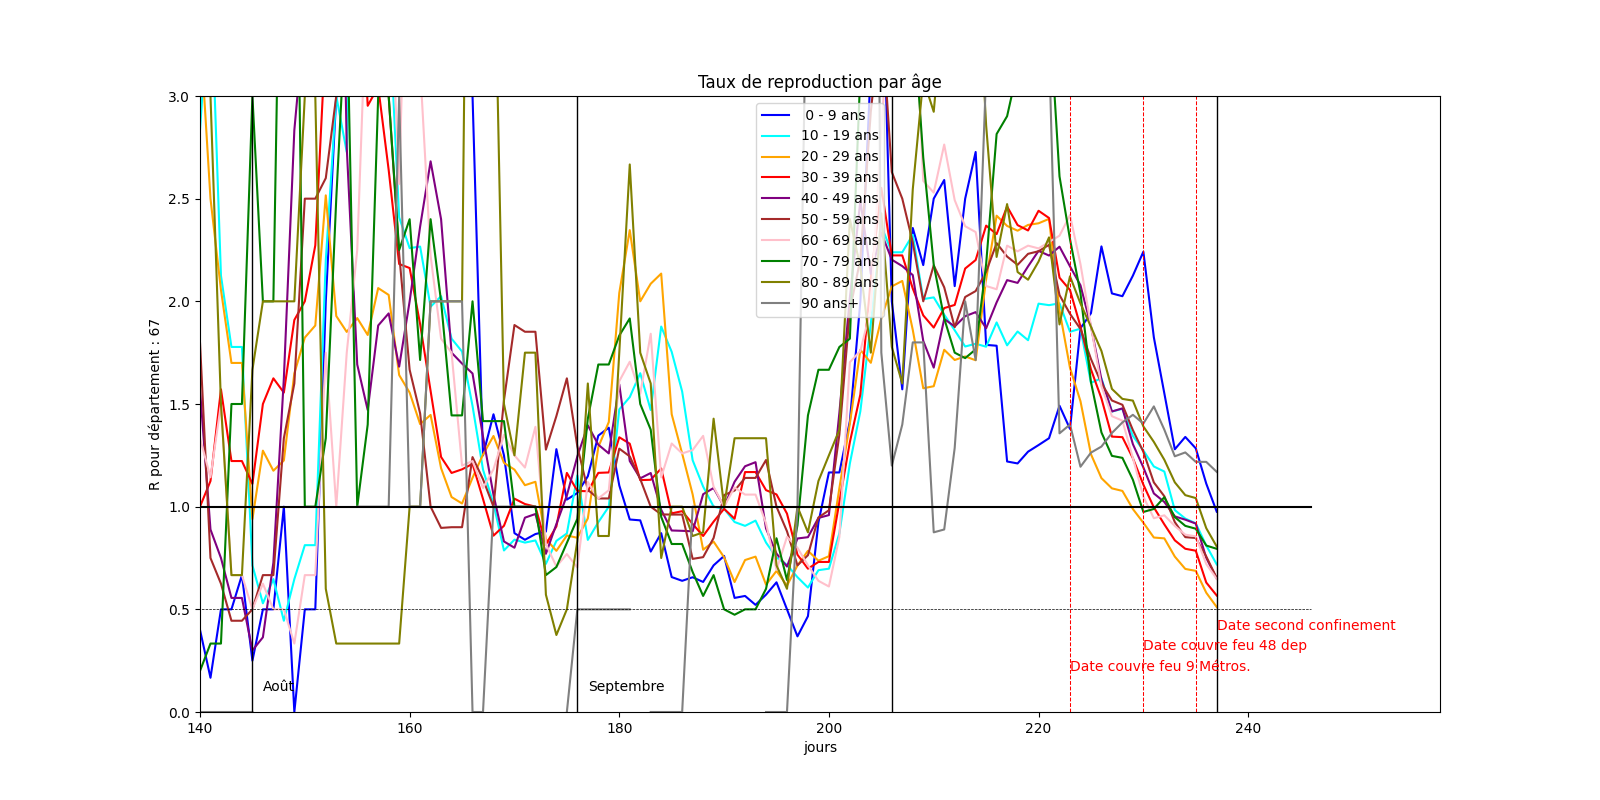 Taux de reproduction par âge
3.0
2.5
2.0
1.5
1.0
0.5
0.0
R pour département : 67
0 - 9 ans
10 - 19 ans
20 - 29 ans
30 - 39 ans
40 - 49 ans
50 - 59 ans
60 - 69 ans
70 - 79 ans
80 - 89 ans
90 ans+
Date second confinement
Date couvre feu 48 dep
Date couvre feu 9 Métros.
Août
Septembre
140
160
180
200
220
240
jours